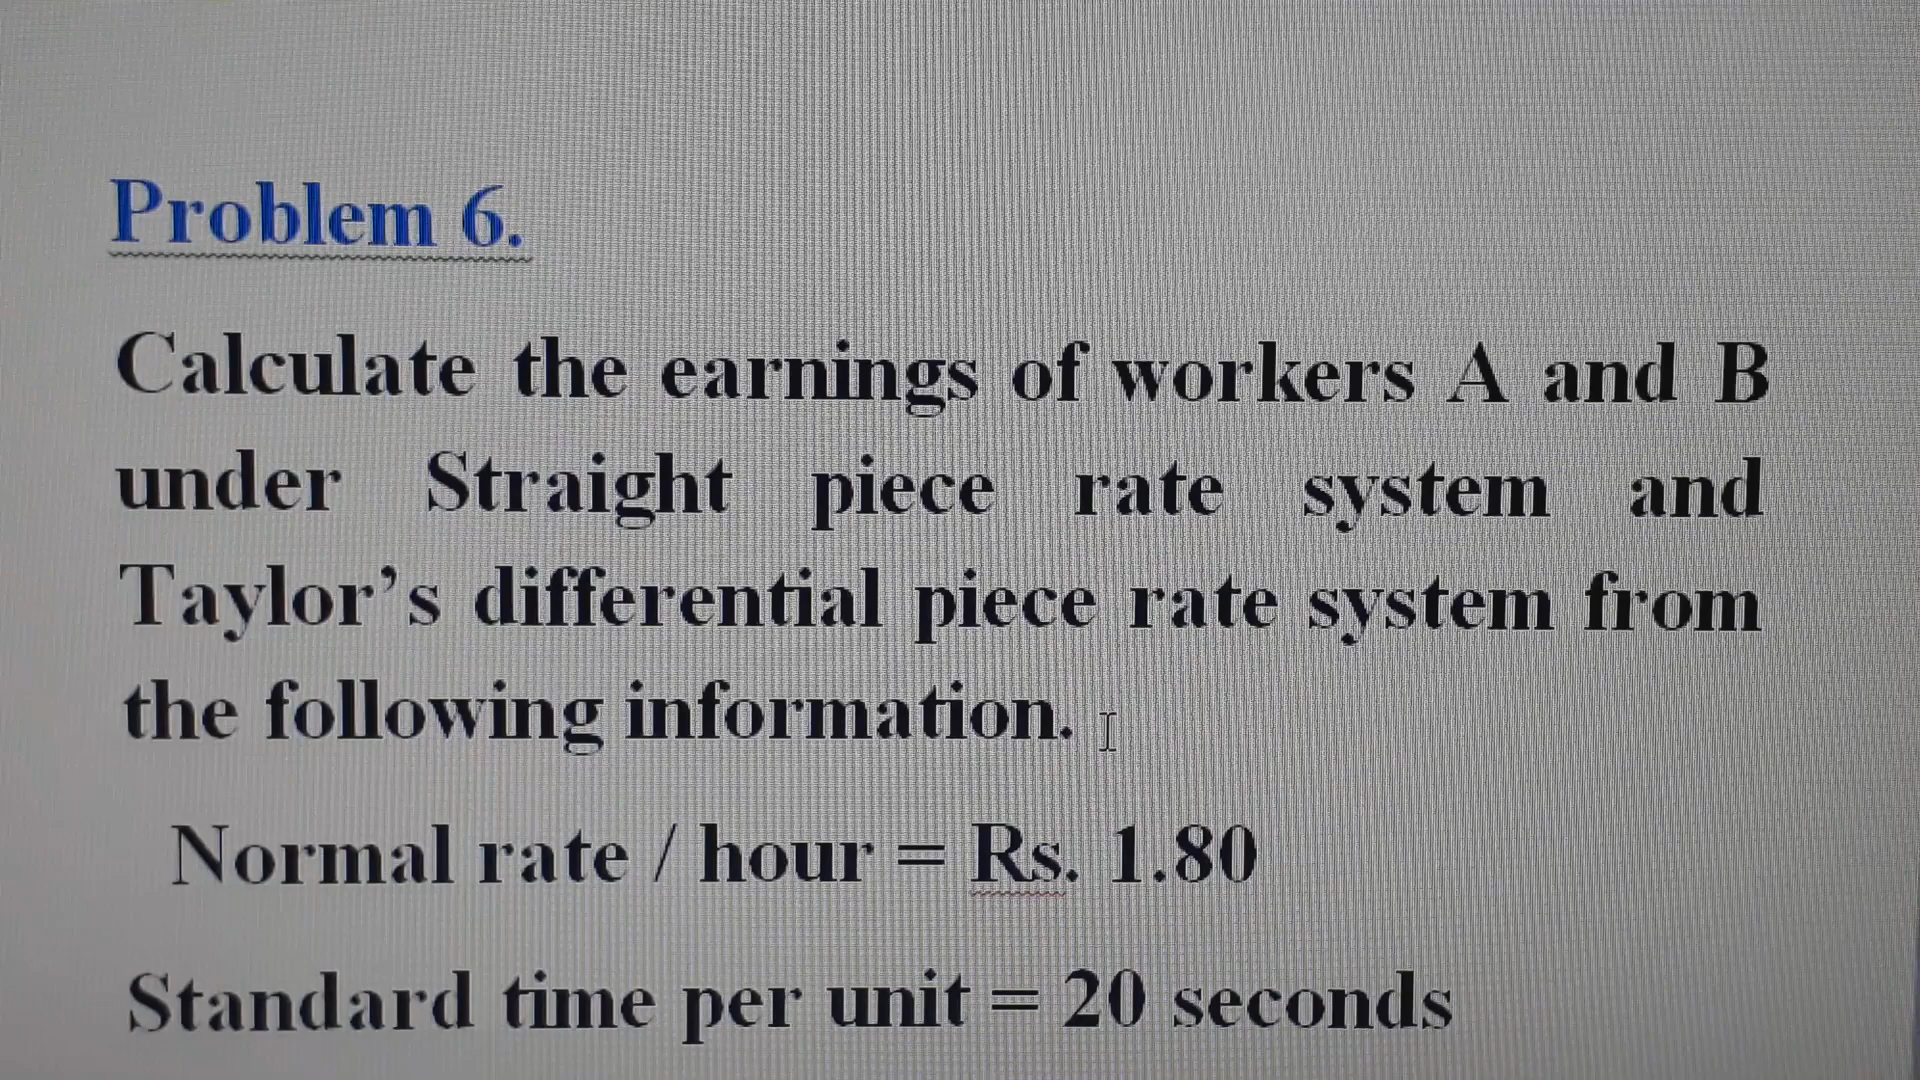 Problem 6.
Calculate the earnings of workers A and B
under Straight piece rate system and
Taylor’s differential piece rate system from
the following information.
Normal rate / hour = Rs. 1.80
Standard time per unit = 20 seconds